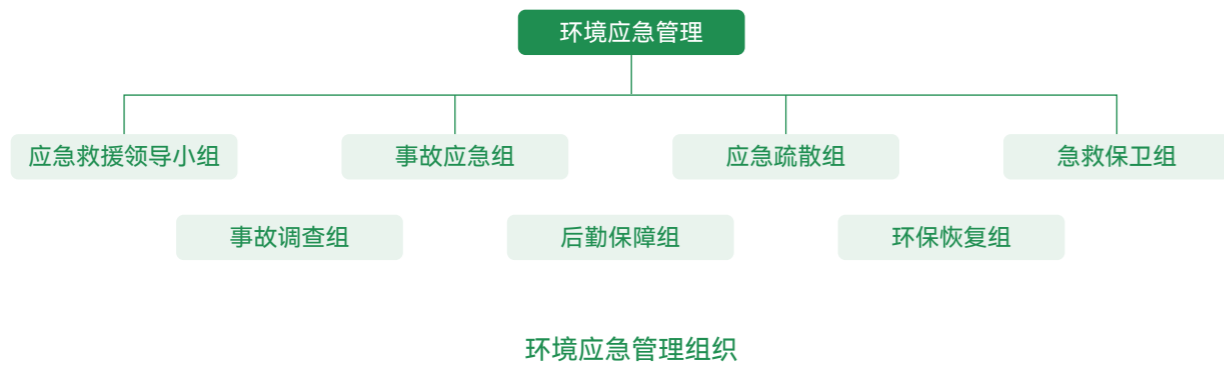 环境应急管理
应急救援领导小组
事故应急组
应急疏散组
急救保卫组
事故调查组
后勤保障组
环保恢复组
环境应急管理组织